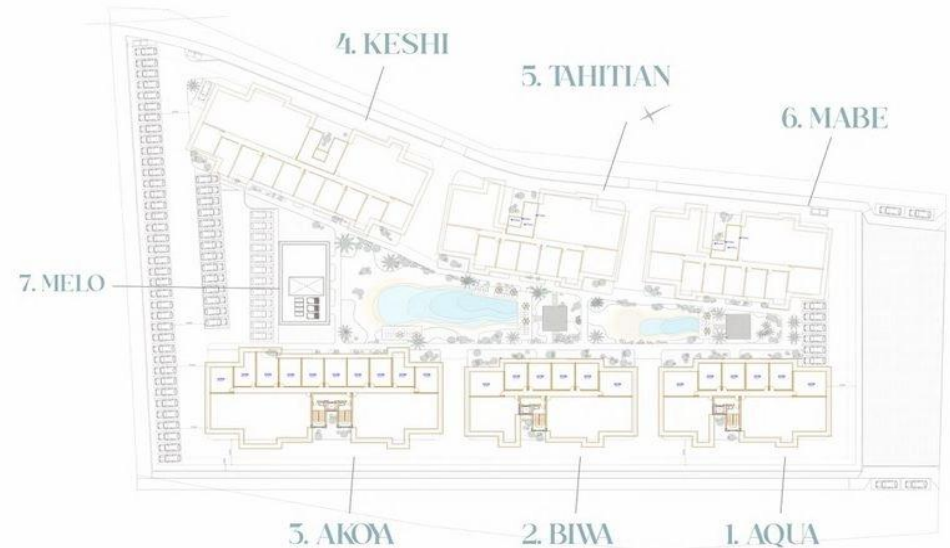 4. KESHI
5. TAHITIAN
6. MABE
7. MELO
3. AKOYA
2. BIWA
1. AQUA